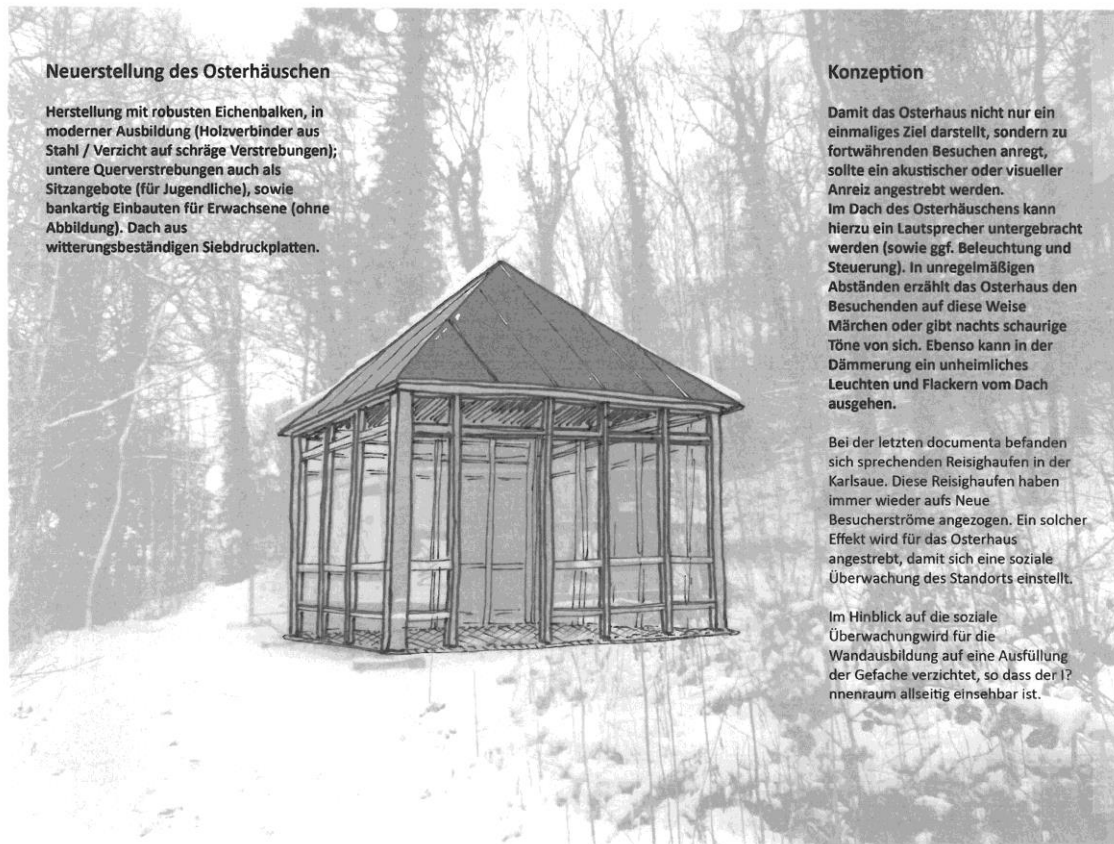 Neuerstellung des Osterhäuschen
Herstellung mit robusten Eichenbalken, in
moderner Ausbildung (Holzverbinder aus
Stahl / Verzicht auf schräge Verstrebungen);
untere Querverstrebungen auch als
Sitzangebote (für Jugendliche), sowie
bankartig Einbauten für Erwachsene (ohne
Abbildung). Dach aus
witterungsbeständigen Siebdruckplatten.
Konzeption
Damit das Osterhaus nicht nur ein
einmaliges Ziel darstellt, sondern zu
fortwährenden Besuchen anregt,
sollte ein akustischer oder visueller
Anreiz angestrebt werden.
Im Dach des Osterhäuschens kann
hierzu ein Lautsprecher untergebracht
werden (sowie ggf. Beleuchtung und
Steuerung). In unregelmäßigen
Abständen erzählt das Osterhaus den
Besuchenden auf diese Weise
Märchen oder gibt nachts schaurige
Töne von sich. Ebenso kann in der
Dämmerung ein unheimliches
Leuchten und Flackern vom Dach
ausgehen.
Bei der letzten documenta befanden
sich sprechenden Reisighaufen in der
Karlsaue. Diese Reisighaufen haben
immer wieder aufs Neue
Besucherströme angezogen. Ein solcher
Effekt wird für das Osterhaus
angestrebt, damit sich eine soziale
Überwachung des Standorts einstellt.
Im Hinblick auf die soziale
Überwachungwird für die
Wandausbildung auf eine Ausfüllung
der Gefache verzichtet, so dass der I?
nnenraum allseitig einsehbar ist.